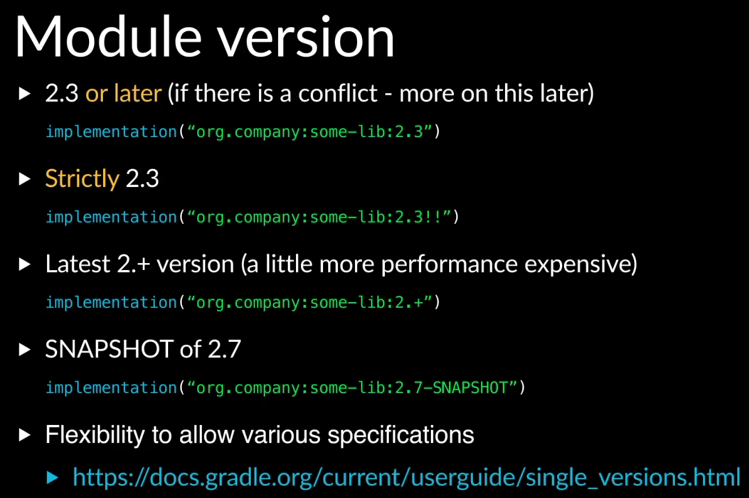 Module version
▶ 2.3 or later (if there is a conflict - more on this later)
implementation(“org.company:some-lib:2.3”)
▶ Strictly 2.3
implementation(“org.company:some-lib:2.3!!”)
▶ Latest 2.+ version (a little more performance expensive)
implementation(“org.company:some-lib:2.+”)
▶ SNAPSHOT of 2.7
implementation(“org.company:some-lib:2.7-SNAPSHOT”)
▶ Flexibility to allow various specifications
▶ https://docs.gradle.org/current/userguide/single_versions.html